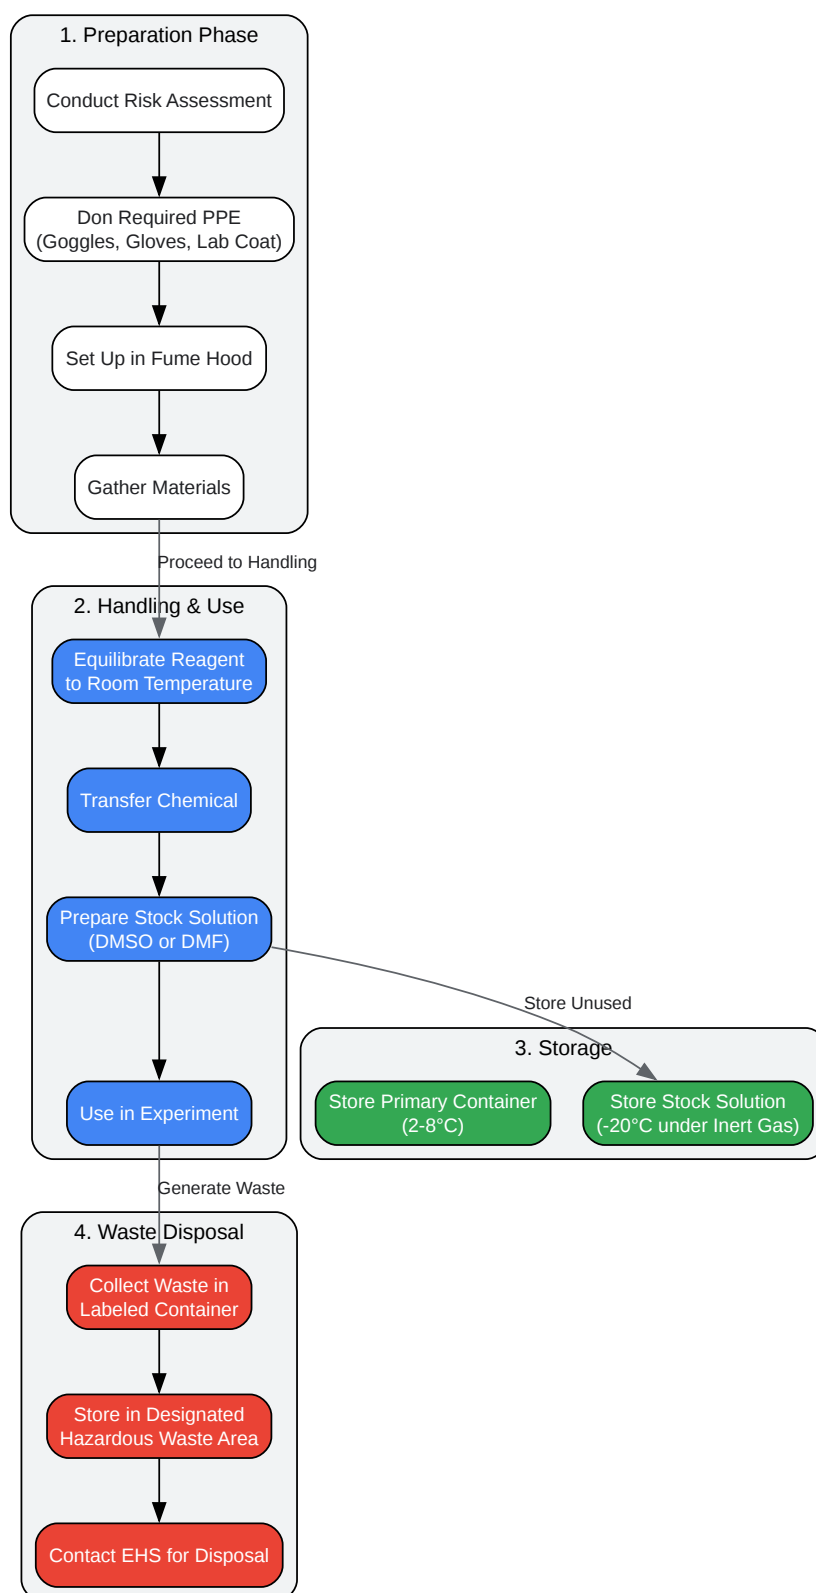 1. Preparation Phase
Conduct Risk Assessment
Don Required PPE
(Goggles, Gloves, Lab Coat)
Set Up in Fume Hood
Gather Materials
Proceed to Handling
2. Handling & Use
Equilibrate Reagent
to Room Temperature
Transfer Chemical
Prepare Stock Solution
(DMSO or DMF)
Store Unused
3. Storage
Store Primary Container
(2-8°C)
Store Stock Solution
(-20°C under Inert Gas)
Use in Experiment
Generate Waste
4. Waste Disposal
Collect Waste in
Labeled Container
Store in Designated
Hazardous Waste Area
Contact EHS for Disposal